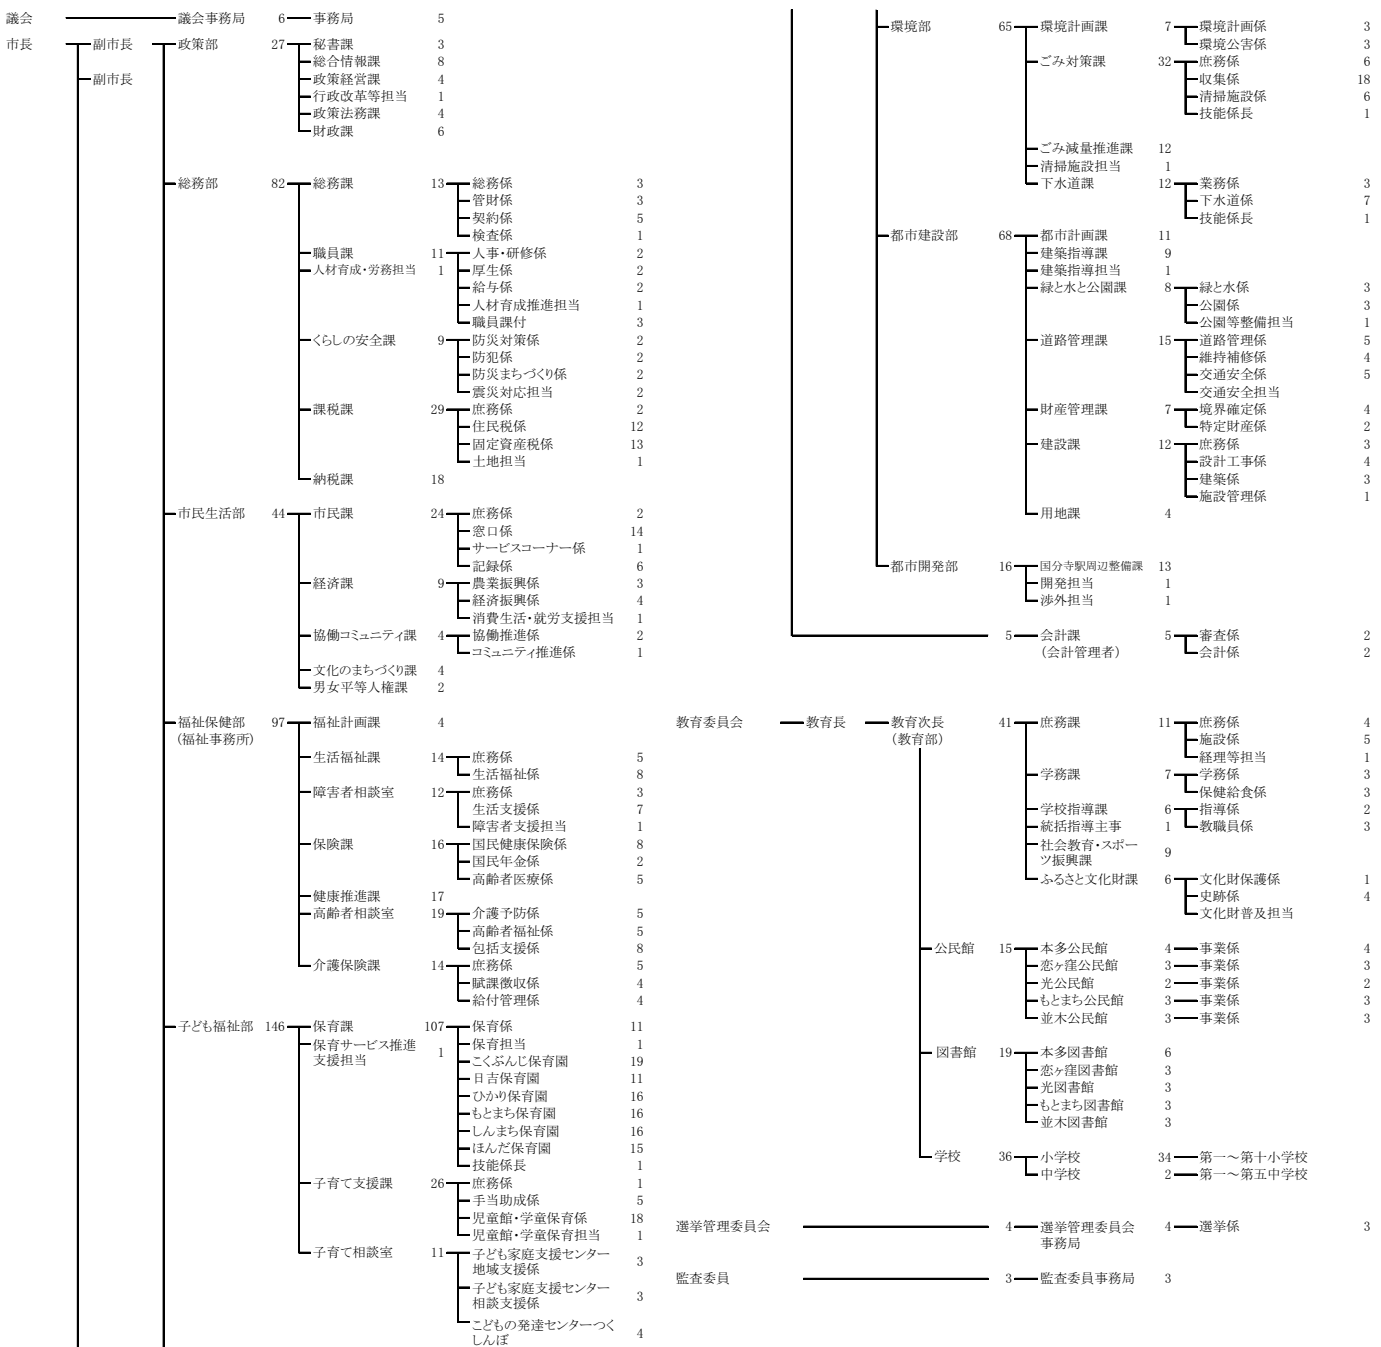 議会 議会事務局 6 事務局 5
市長 副市長 政策部 27 秘書課 3
総合情報課 8
副市長 政策経営課 4
行政改革等担当 1
政策法務課 4
財政課 6
総務部 82 総務課 13 総務係 3
管財係 3
契約係 5
検査係 1
職員課 11 人事・研修係 2
人材育成・労務担当 1 厚生係 2
給与係 2
人材育成推進担当 1
職員課付 3
くらしの安全課 9 防災対策係 2
防犯係 2
防災まちづくり係 2
震災対応担当 2
課税課 29 庶務係 2
住民税係 12
固定資産税係 13
土地担当 1
納税課 18
市民生活部 44 市民課 24 庶務係 2
窓口係 14
サービスコーナー係 1
記録係 6
経済課 9 農業振興係 3
経済振興係 4
消費生活・就労支援担当 1
協働コミュニティ課 4 協働推進係 2
コミュニティ推進係 1
文化のまちづくり課 4
男女平等人権課 2
福祉保健部 97 福祉計画課 4
(福祉事務所)
生活福祉課 14 庶務係 5
生活福祉係 8
障害者相談室 12 庶務係 3
生活支援係 7
障害者支援担当 1
保険課 16 国民健康保険係 8
国民年金係 2
高齢者医療係 5
健康推進課 17
高齢者相談室 19 介護予防係 5
高齢者福祉係 5
包括支援係 8
介護保険課 14 庶務係 5
賦課徴収係 4
給付管理係 4
子ども福祉部 146 保育課 107 保育係 11
保育サービス推進
支援担当 1 保育担当 1
こくぶんじ保育園 19
日吉保育園 11
ひかり保育園 16
もとまち保育園 16
しんまち保育園 16
ほんだ保育園 15
技能係長 1
子育て支援課 26 庶務係 1
手当助成係 5
児童館・学童保育係 18
児童館・学童保育担当 1
子育て相談室 11 子ども家庭支援センター
地域支援係 3
子ども家庭支援センター
相談支援係 3
こどもの発達センターつく
しんぼ 4
環境部 65 環境計画課 7 環境計画係 3
環境公害係 3
ごみ対策課 32 庶務係 6
収集係 18
清掃施設係 6
技能係長 1
ごみ減量推進課 12
清掃施設担当 1
下水道課 12 業務係 3
下水道係 7
技能係長 1
都市建設部 68 都市計画課 11
建築指導課 9
建築指導担当 1
緑と水と公園課 8 緑と水係 3
公園係 3
公園等整備担当 1
道路管理課 15 道路管理係 5
維持補修係 4
交通安全係 5
交通安全担当
財産管理課 7 境界確定係 4
特定財産係 2
建設課 12 庶務係 3
設計工事係 4
建築係 3
施設管理係 1
用地課 4
都市開発部 16 国分寺駅周辺整備課 13
開発担当 1
渉外担当 1
5 会計課 5 審査係 2
(会計管理者) 会計係 2
教育委員会 教育長 教育次長 41 庶務課 11 庶務係 4
(教育部) 施設係 5
経理等担当 1
学務課 7 学務係 3
保健給食係 3
学校指導課 6 指導係 2
統括指導主事 1 教職員係 3
社会教育・スポー
ツ振興課 9
ふるさと文化財課 6 文化財保護係 1
史跡係 4
文化財普及担当
公民館 15 本多公民館 4 事業係 4
恋ヶ窪公民館 3 事業係 3
光公民館 2 事業係 2
もとまち公民館 3 事業係 3
並木公民館 3 事業係 3
図書館 19 本多図書館 6
恋ヶ窪図書館 3
光図書館 3
もとまち図書館 3
並木図書館 3
学校 36 小学校 34 第一～第十小学校
中学校 2 第一～第五中学校
選挙管理委員会 4 選挙管理委員会 4 選挙係 3
事務局
監査委員 3 監査委員事務局 3